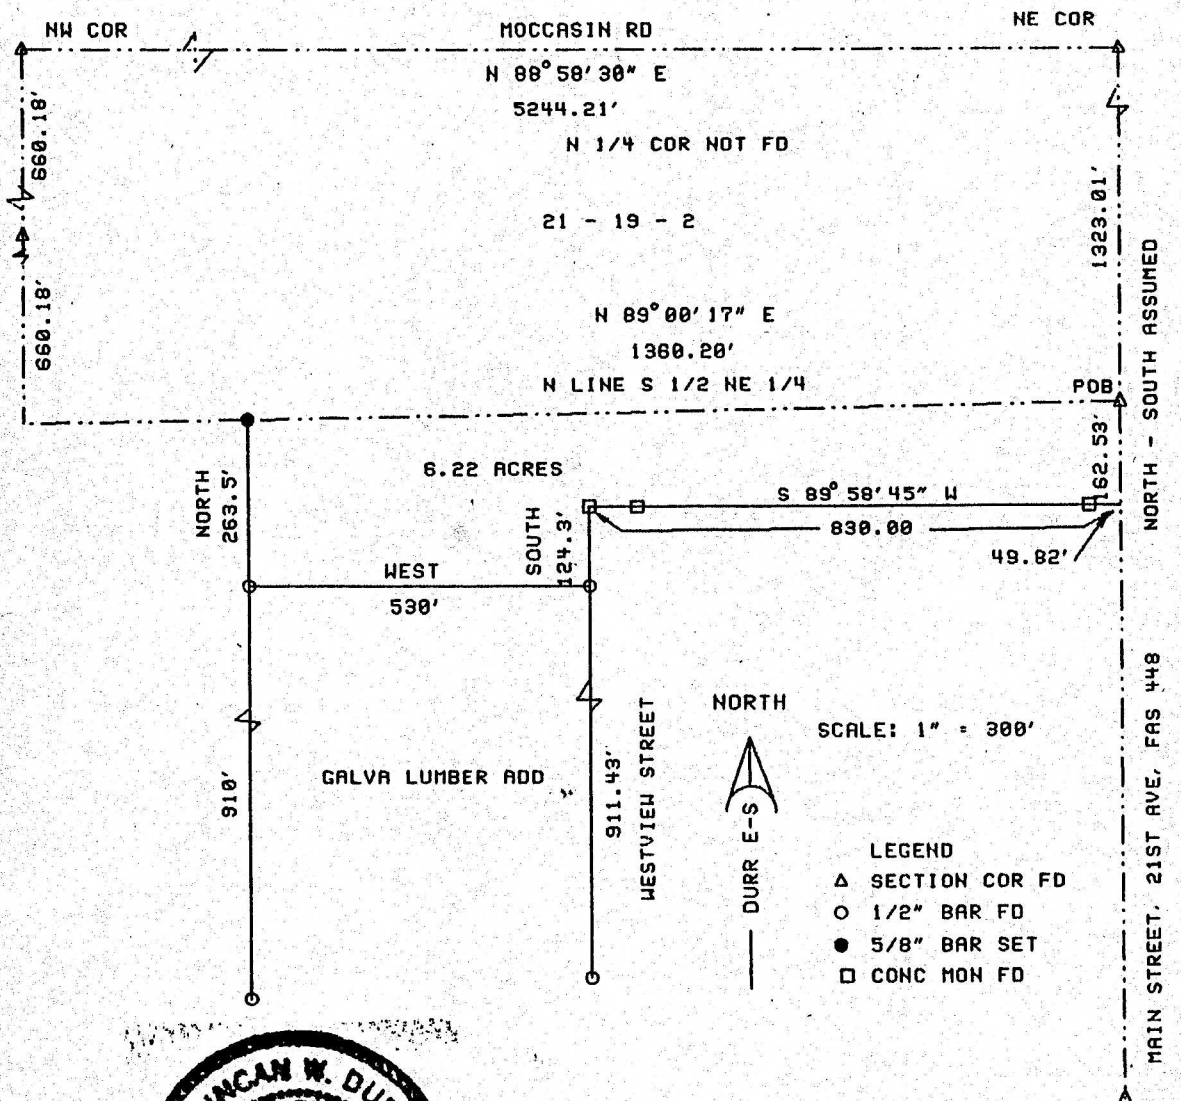 NW COR
MOCCASIN RD
NE COR
N 88°58'30" E
5244.21'
N 1/4 COR NOT FD
660.18'
21 - 19 - 2
1323.01'
660.18'
N 89°00'17" E
1360.20'
N LINE S 1/2 NE 1/4
POB
NORTH - SOUTH ASSUMED
162.53'
6.22 ACRES
NORTH
263.5'
S 89°58'45" W
830.00
49.82'
SOUTH
124.3'
WEST
530'
NORTH
SCALE: 1" = 300'
GALVA LUMBER ADD
910'
911.43'
WESTVIEW STREET
DURR E-S
MAIN STREET, 21ST AVE, FAS 448
LEGEND
△ SECTION COR FD
○ 1/2" BAR FD
● 5/8" BAR SET
□ CONC MON FD
NCAN W. DU